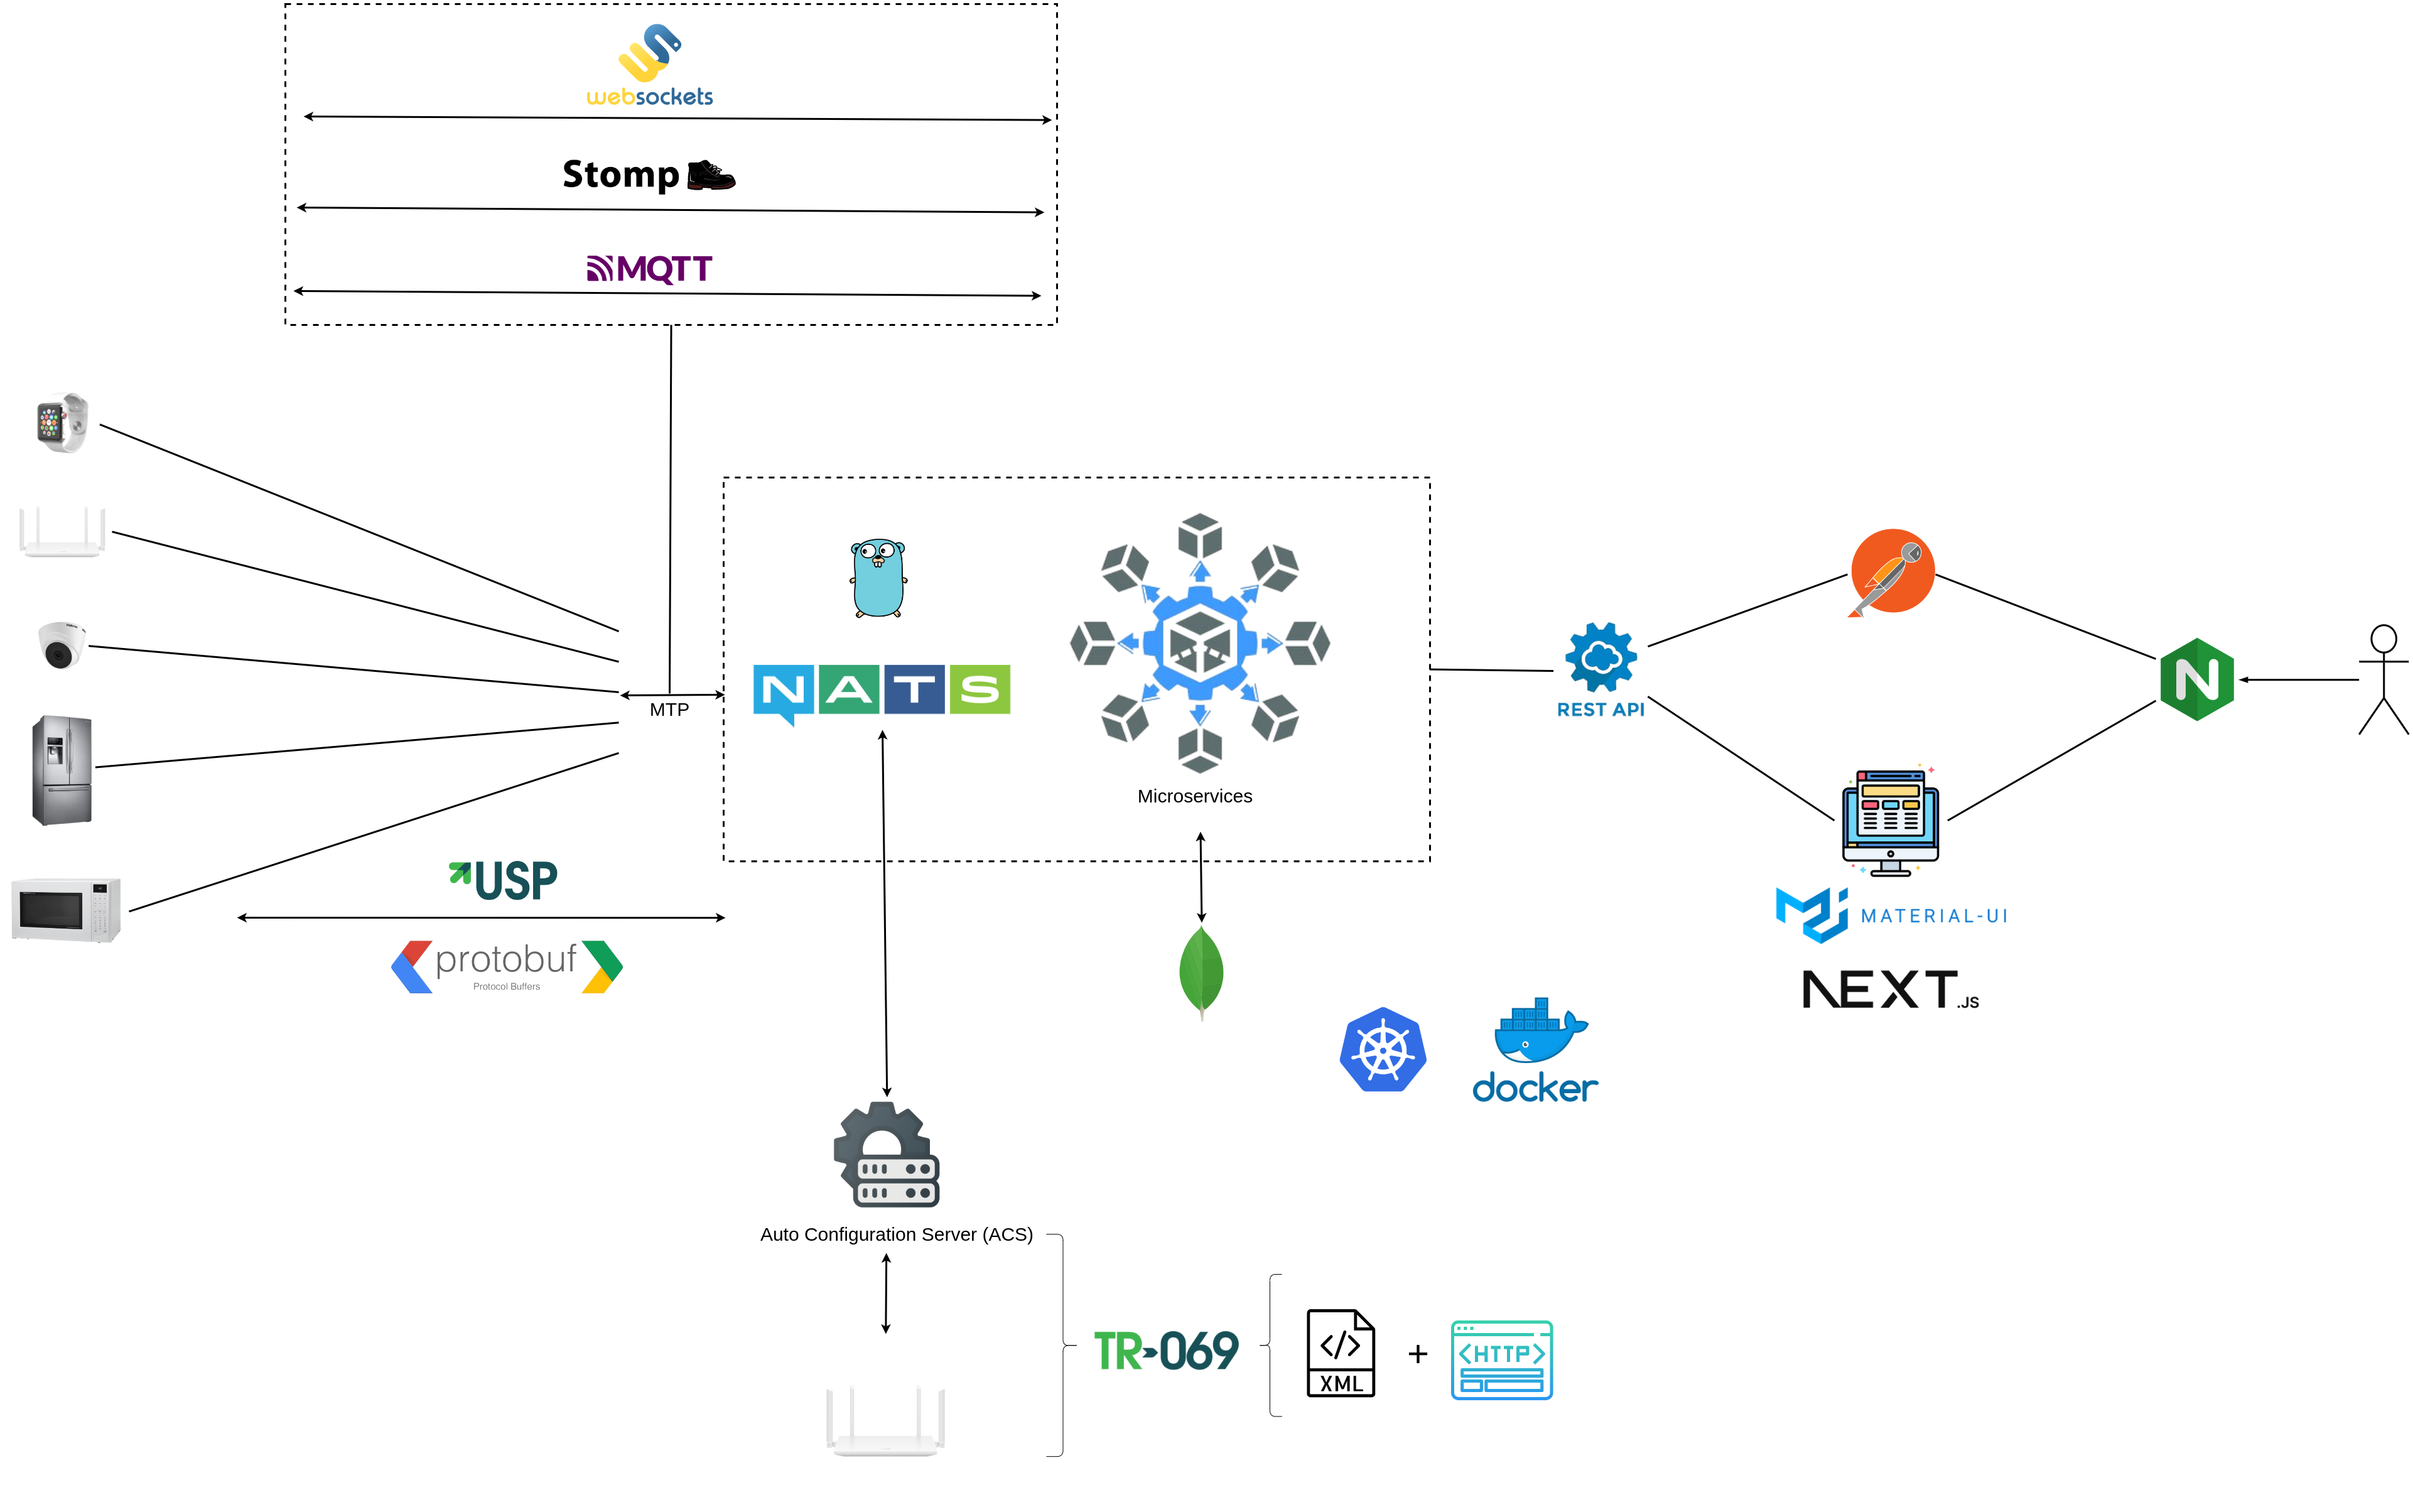 websockets
Stomp
MQTT
MTP
NATS
Microservices
REST API
N
USP
protobuf
Protocol Buffers
MATERIAL-UI
NEXT.JS
docker
Auto Configuration Server (ACS)
TR-069
</>
XML
+
<HTTP>